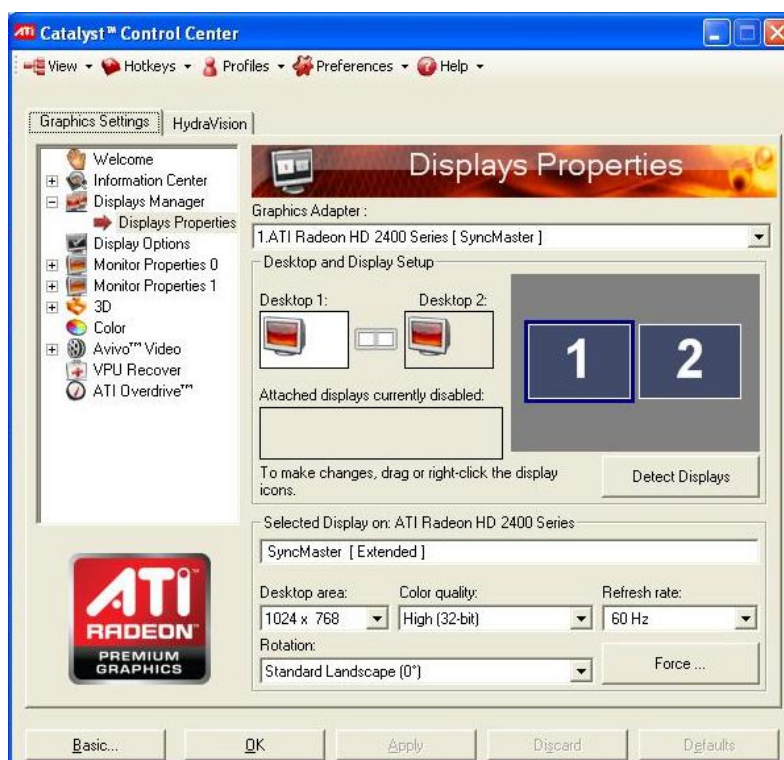 ATI Catalyst™ Control Center
View Hotkeys Profiles Preferences Help
Graphics Settings HydraVision
Welcome
Information Center
Displays Manager
Displays Properties
Display Options
Monitor Properties 0
Monitor Properties 1
3D
Color
Avivo™ Video
VPU Recover
ATI Overdrive™
ATI™
RADEON™
PREMIUM
GRAPHICS
Displays Properties
Graphics Adapter :
1.ATI Radeon HD 2400 Series [ SyncMaster ]
Desktop and Display Setup
Desktop 1: Desktop 2:
1 2
Attached displays currently disabled:
To make changes, drag or right-click the display
icons.
Detect Displays
Selected Display on: ATI Radeon HD 2400 Series
SyncMaster [ Extended ]
Desktop area: Color quality: Refresh rate:
1024 x 768 High (32-bit) 60 Hz
Rotation:
Standard Landscape (0°)
Force ...
Basic... OK Apply Discard Defaults